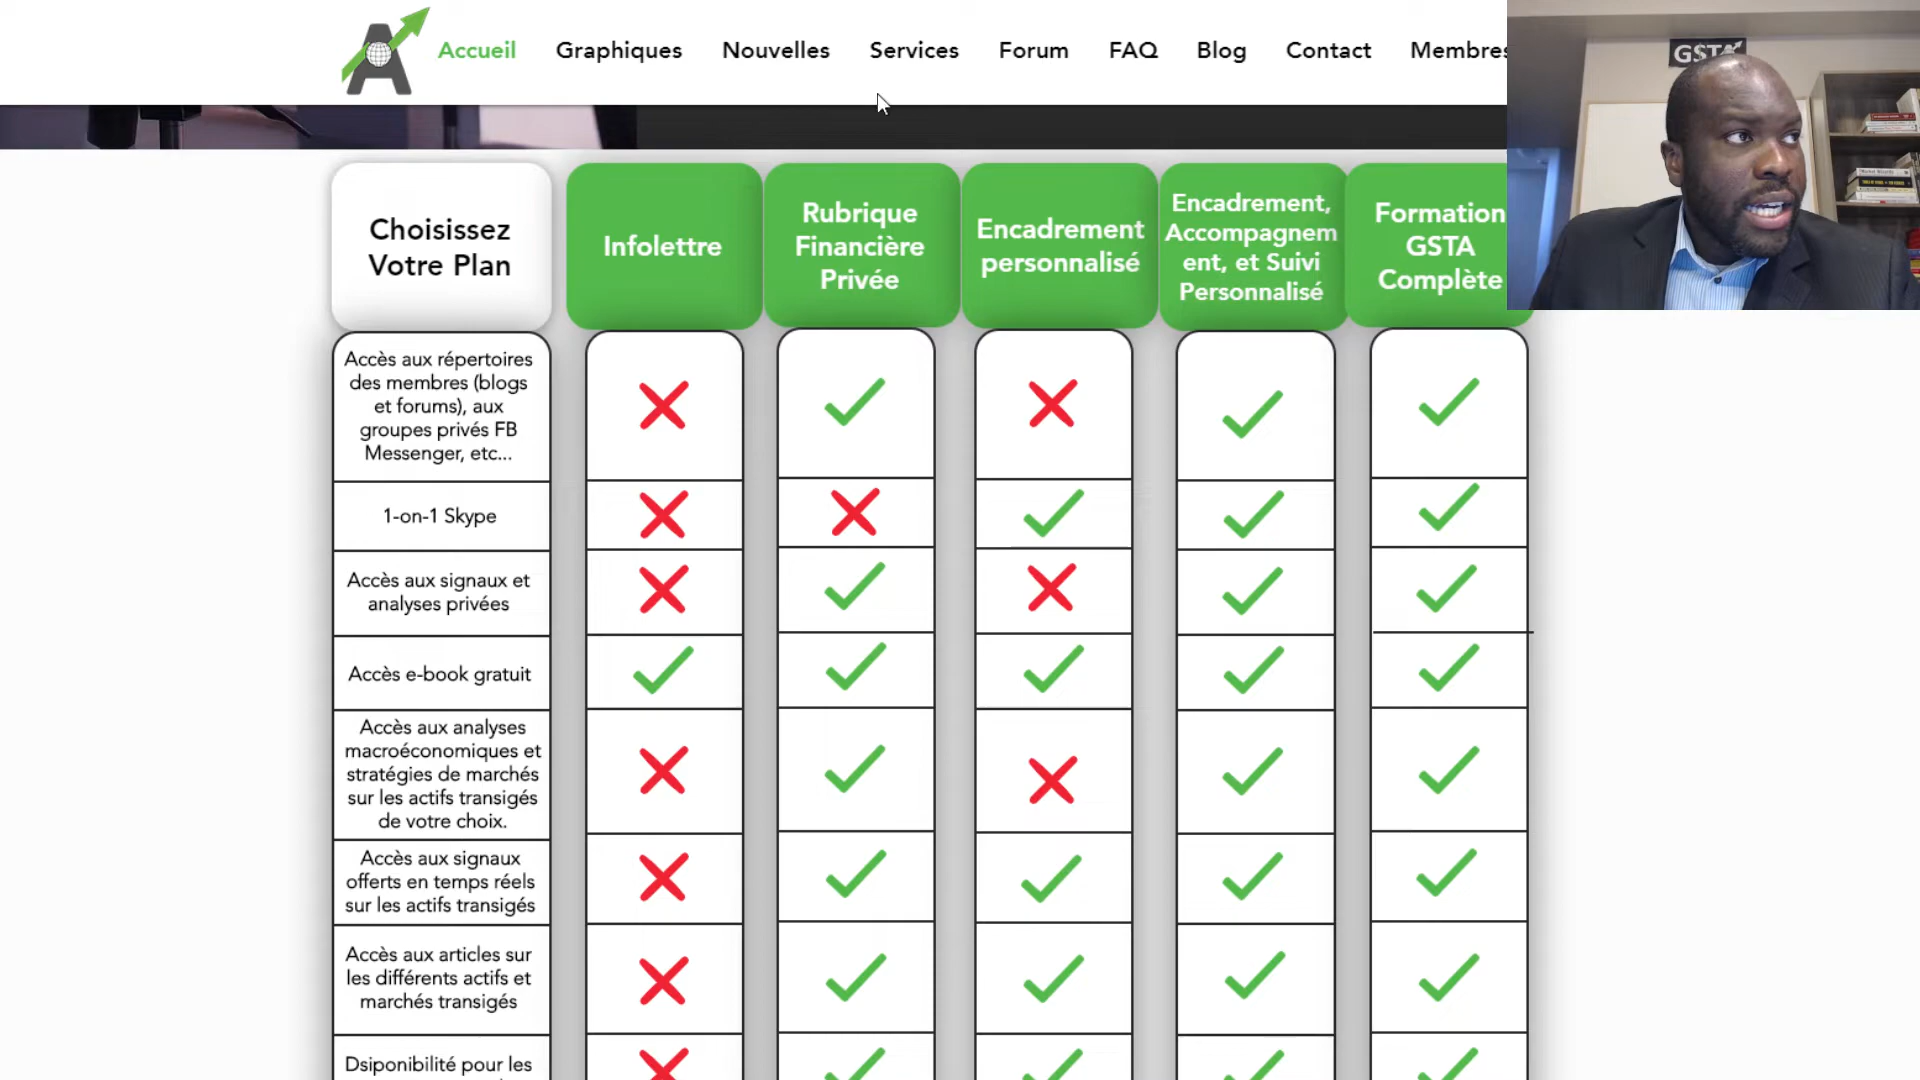 Accueil Graphiques Nouvelles Services Forum FAQ Blog Contact Membres
GSTA
Choisissez
Votre Plan
Infolettre
Rubrique
Financière
Privée
Encadrement
personnalisé
Encadrement,
Accompagnem
ent, et Suivi
Personnalisé
Formation
GSTA
Complète
Accès aux répertoires
des membres (blogs
et forums), aux
groupes privés FB
Messenger, etc...
1-on-1 Skype
Accès aux signaux et
analyses privées
Accès e-book gratuit
Accès aux analyses
macroéconomiques et
stratégies de marchés
sur les actifs transigés
de votre choix.
Accès aux signaux
offerts en temps réels
sur les actifs transigés
Accès aux articles sur
les différents actifs et
marchés transigés
Dsiponibilité pour les